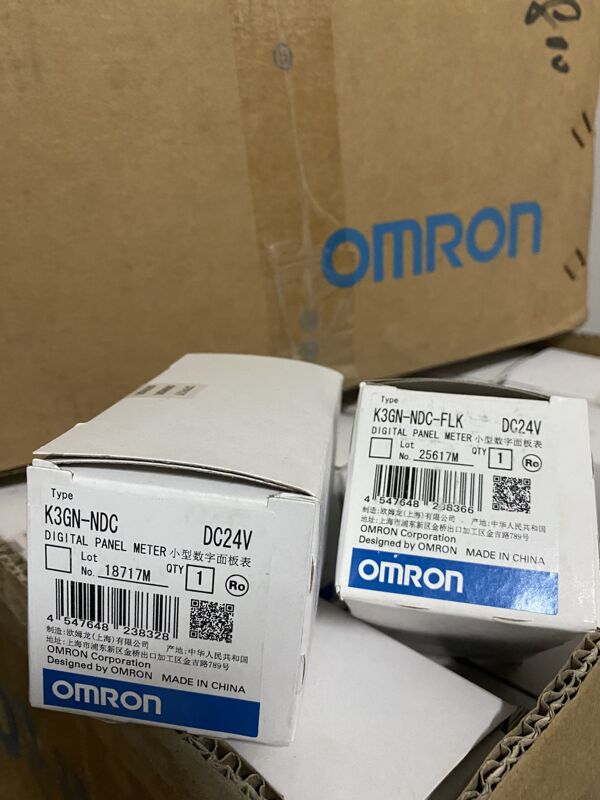 OMRON
Type
K3GN-NDC DC24V
DIGITAL PANEL METER 小型数字面板表
Lot
No. 18717M QTY 1 Ro
4 547648 238328
制造:欧姆龙(上海)有限公司 产地:中华人民共和国
地址:上海市浦东新区金桥出口加工区金吉路789号
OMRON Corporation
Designed by OMRON MADE IN CHINA
OMRON
Type
K3GN-NDC-FLK DC24V
DIGITAL PANEL METER 小型数字面板表
Lot
No. 25617M QTY 1 Ro
4 547648 238366
制造:欧姆龙(上海)有限公司 产地:中华人民共和国
地址:上海市浦东新区金桥出口加工区金吉路789号
OMRON Corporation
Designed by OMRON MADE IN CHINA
OMRON